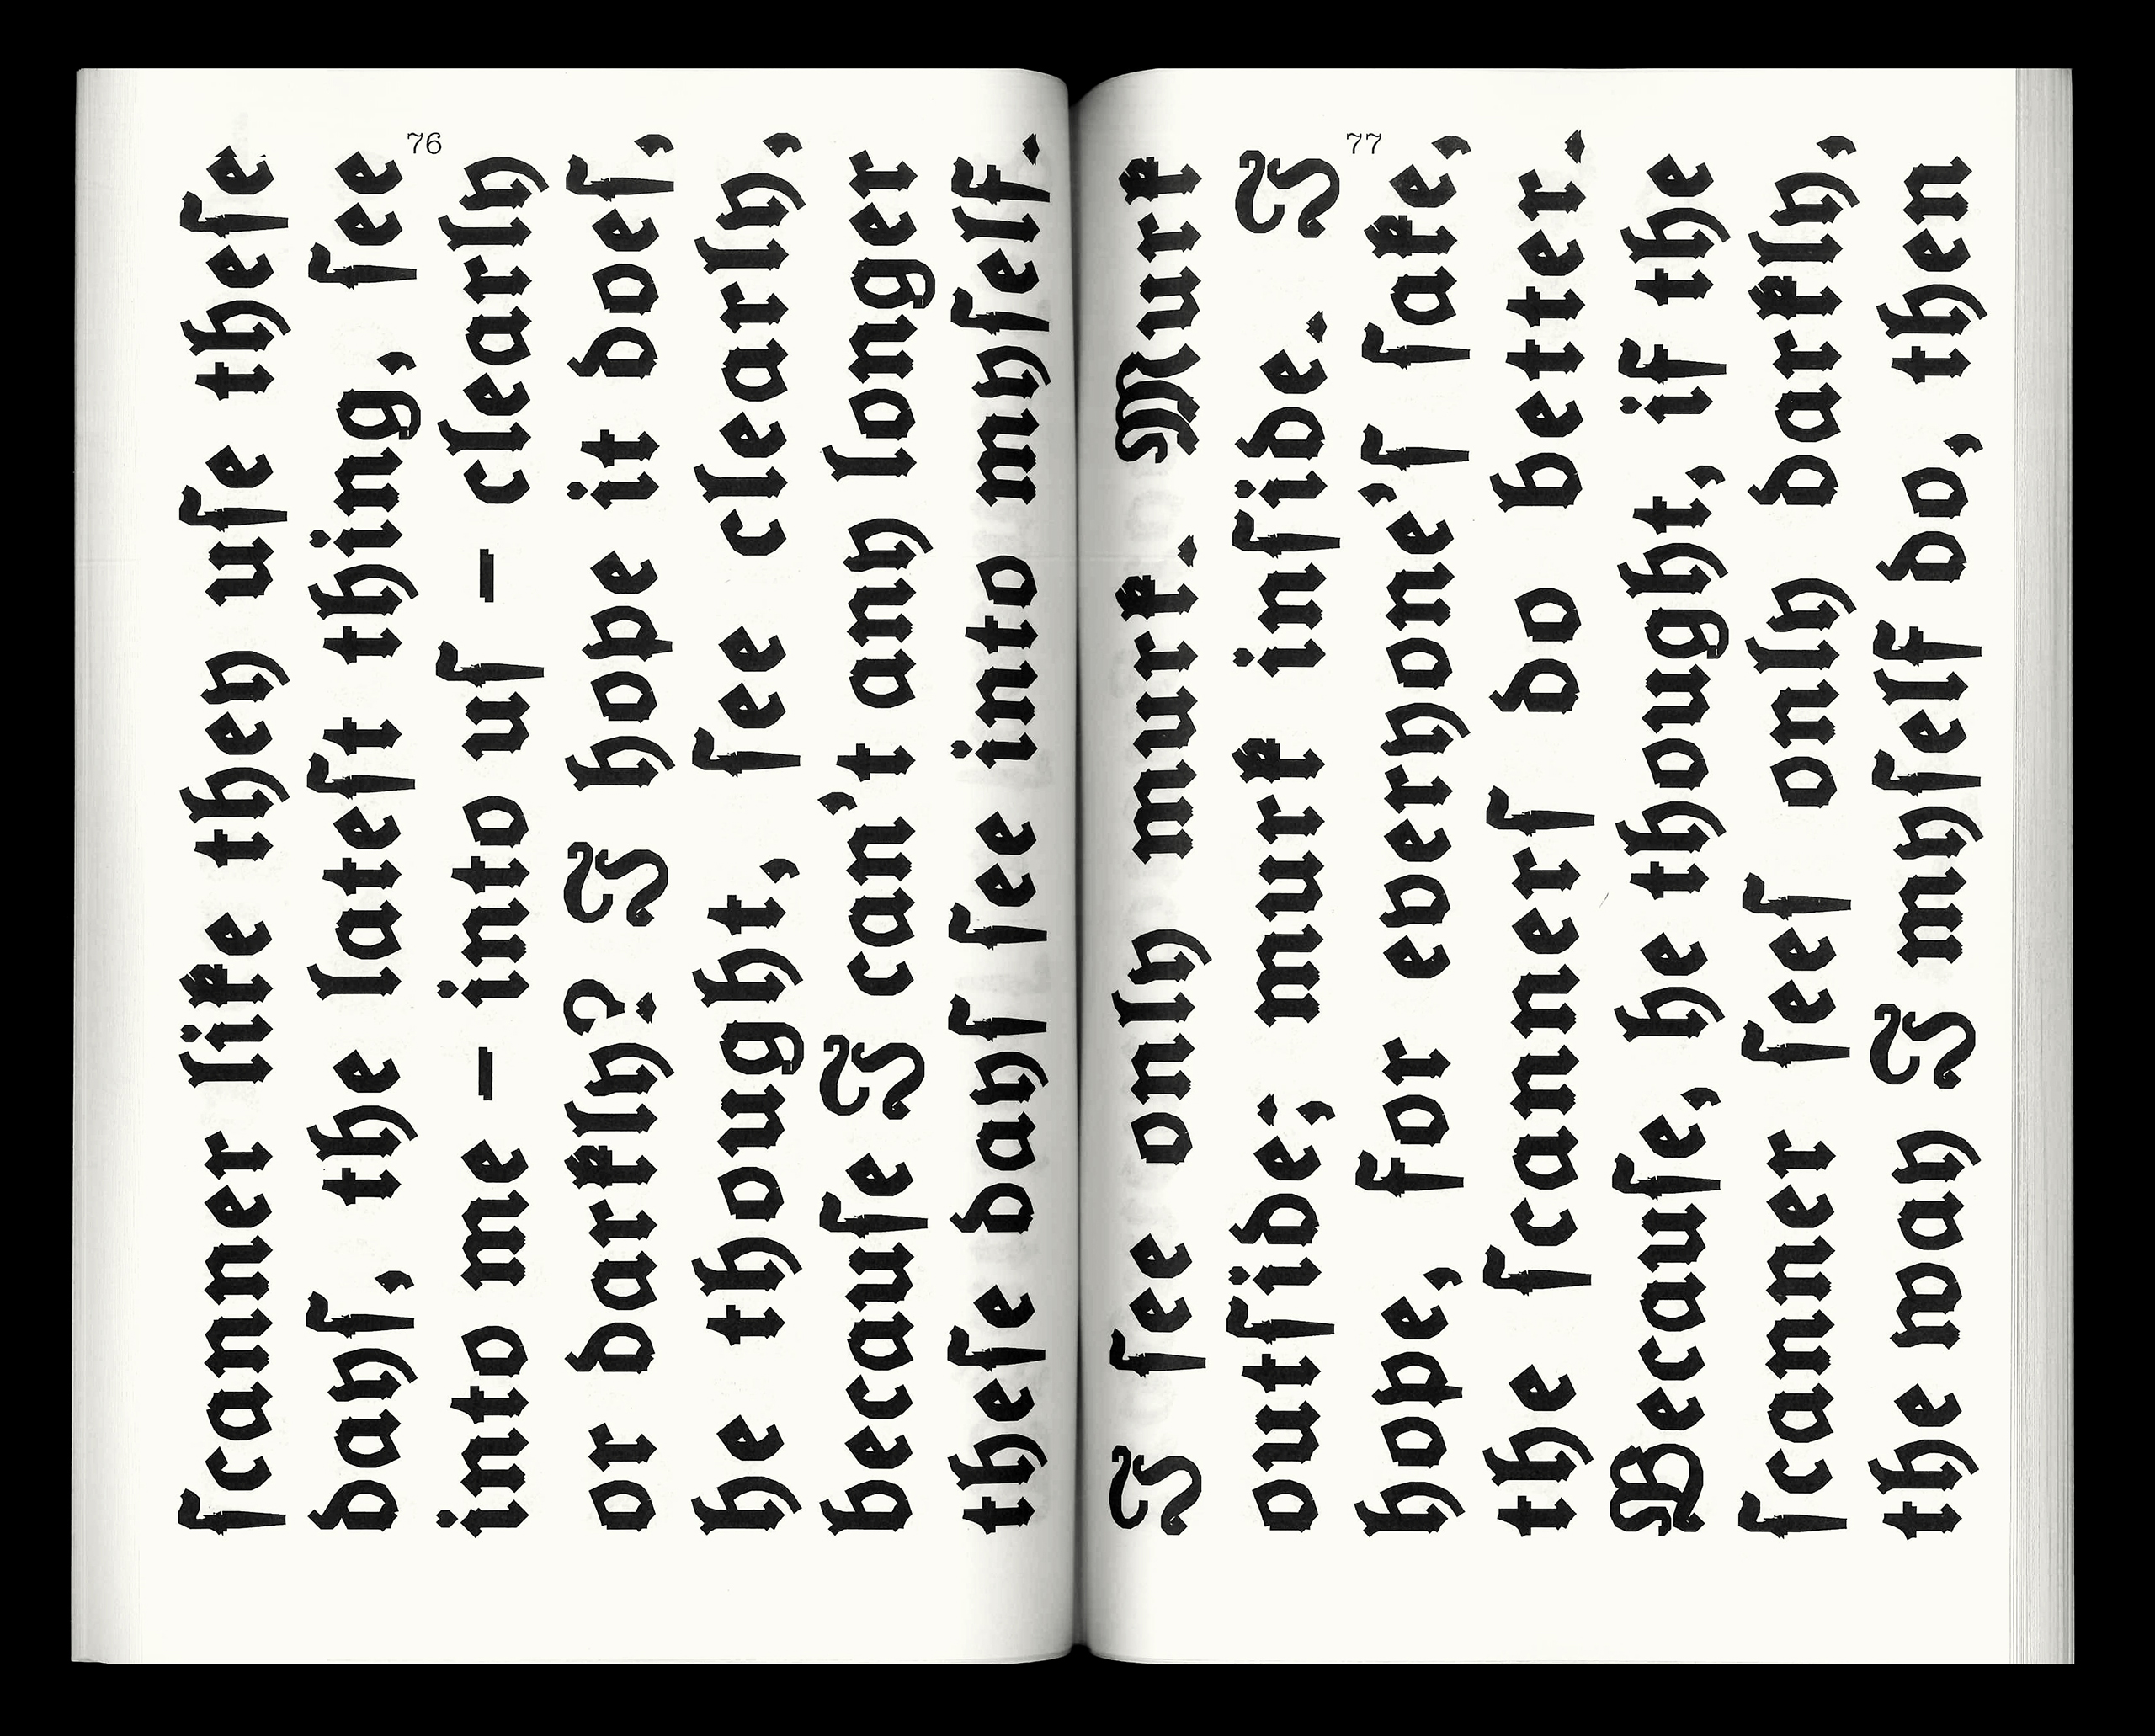 76
ſcanner like they uſe theſe
dayſ, the lateſt thing, ſee
into me – into uſ – clearly
or darkly? I hope it doeſ,
he thought, ſee clearly,
becauſe I can’t any longer
theſe dayſ ſee into myſelf.
77
I ſee only murk. Murk
outſide; murk inſide. I
hope, for everyone’ſ ſake,
the ſcannerſ do better.
Becauſe, he thought, if the
ſcanner ſeeſ only darkly,
the way I myſelf do, then